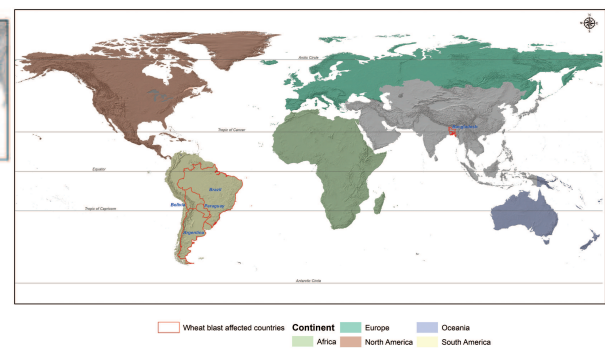 Arctic Circle
Tropic of Cancer
Bangladesh
Equator
Brazil
Bolivia
Paraguay
Tropic of Capricorn
Argentina
Antarctic Circle
Wheat blast affected countries
Continent
Europe
Oceania
Africa
North America
South America